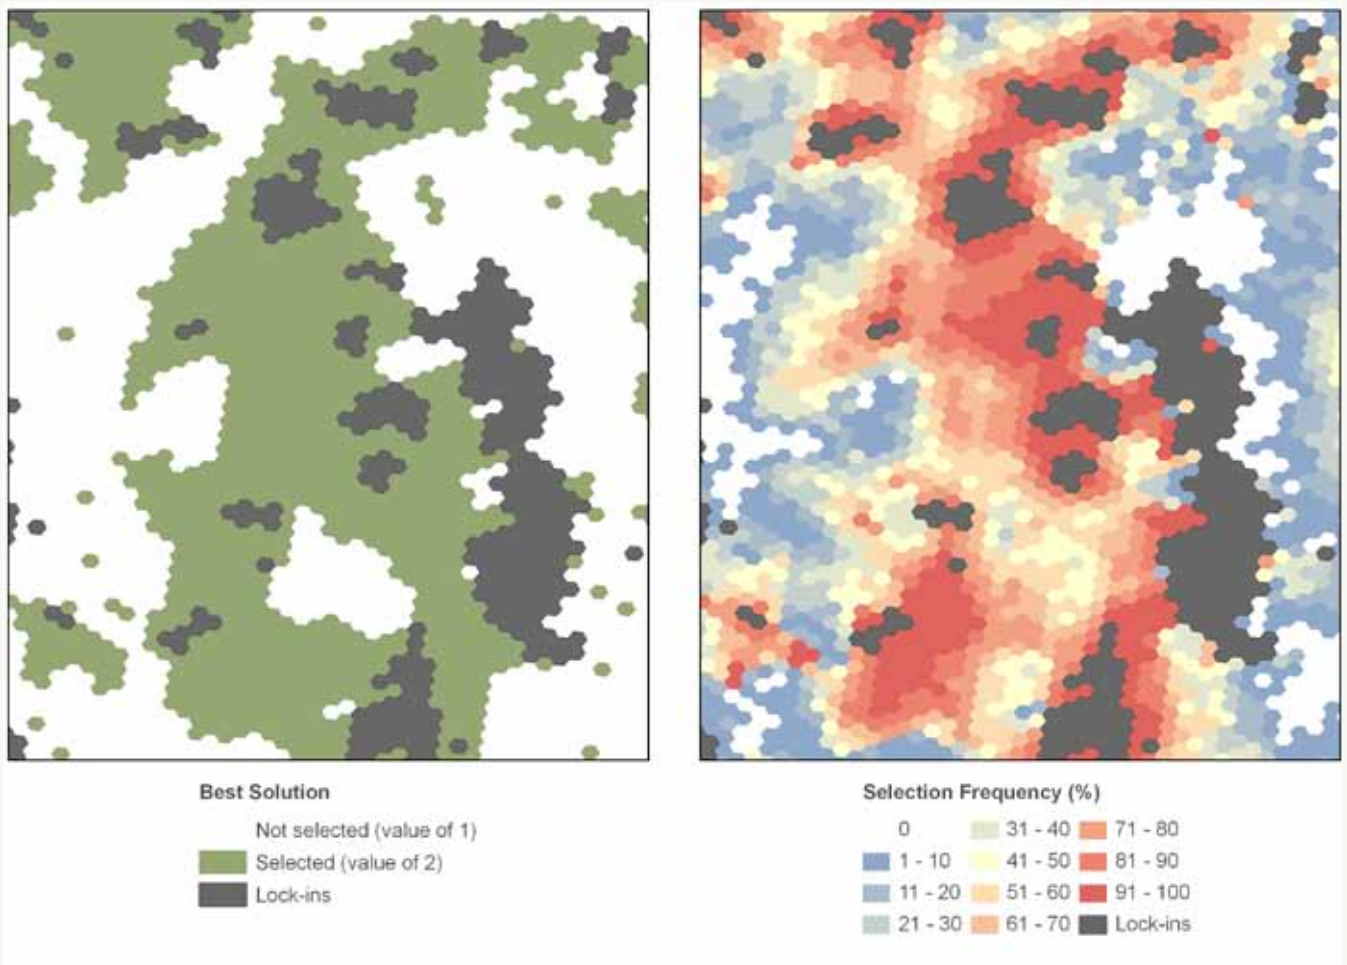 Best Solution
Not selected (value of 1)
Selected (value of 2)
Lock-ins
Selection Frequency (%)
0
31 - 40
71 - 80
1 - 10
41 - 50
81 - 90
11 - 20
51 - 60
91 - 100
21 - 30
61 - 70
Lock-ins